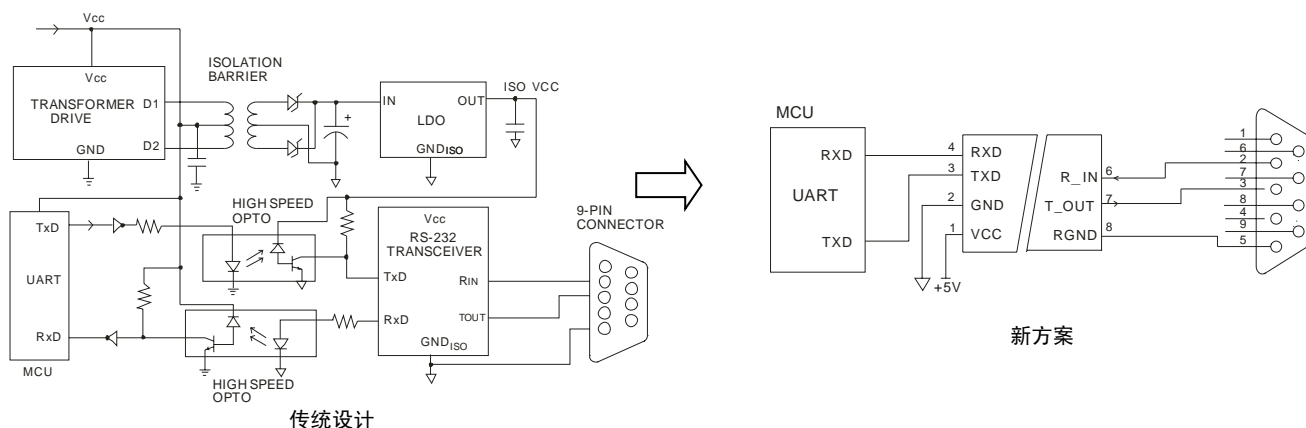 Vcc
Vcc
TRANSFORMER
DRIVE
D1
D2
GND
ISOLATION
BARRIER
+
IN
OUT
LDO
GNDISO
ISO VCC
HIGH SPEED
OPTO
TxD
UART
RxD
MCU
HIGH SPEED
OPTO
Vcc
RS-232
TRANSCEIVER
TxD
RxD
RIN
TOUT
GNDISO
9-PIN
CONNECTOR
传统设计
MCU
UART
RXD
TXD
4
3
2
1
RXD
TXD
GND
VCC
+5V
R_IN
T_OUT
RGND
6
7
8
1
6
2
7
3
8
4
9
5
新方案